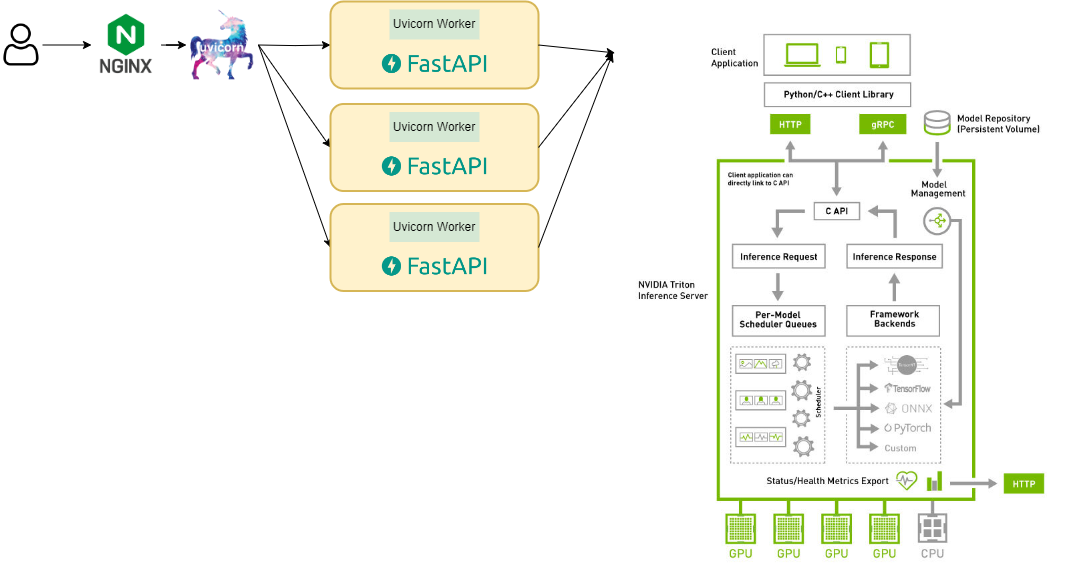 NGINX
uvicorn
Uvicorn Worker
FastAPI
Uvicorn Worker
FastAPI
Uvicorn Worker
FastAPI
Client
Application
Python/C++ Client Library
HTTP
gRPC
Model Repository
(Persistent Volume)
Client application can
directly link to C API
Model
Management
C API
Inference Request
Inference Response
NVIDIA Triton
Inference Server
Per-Model
Scheduler Queues
Framework
Backends
Scheduler
TensorFlow
ONNX
PyTorch
Custom
Status/Health Metrics Export
HTTP
GPU
GPU
GPU
GPU
CPU